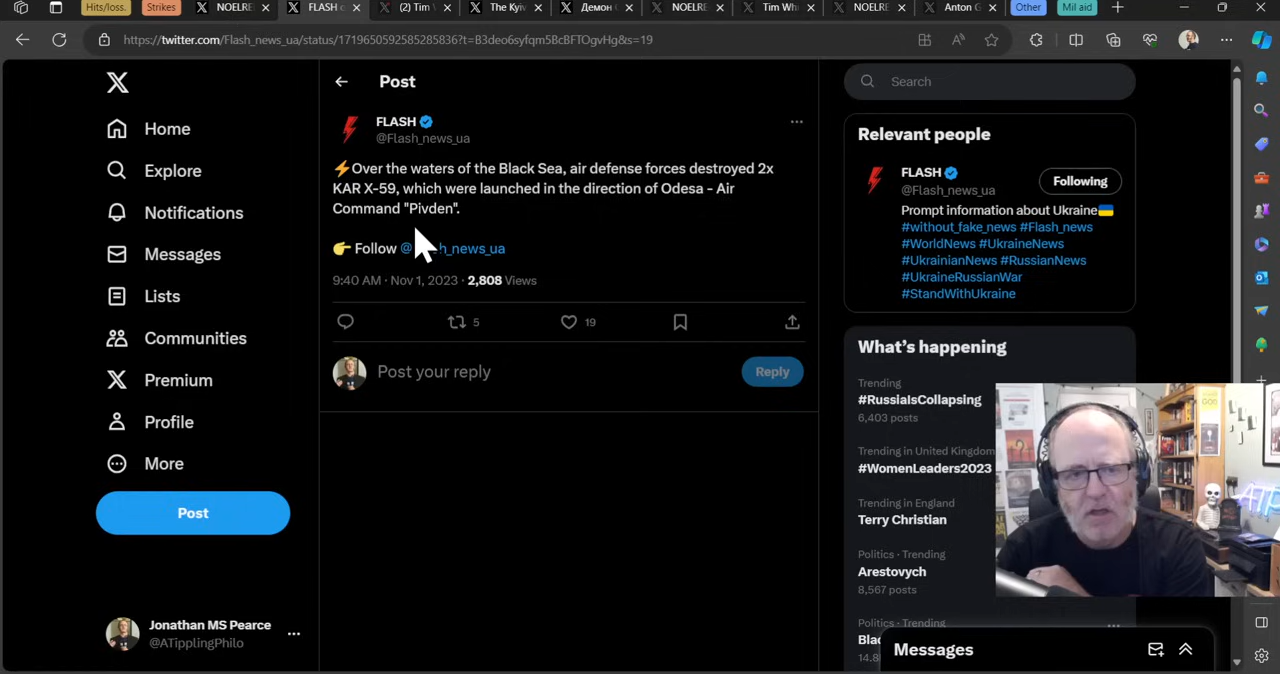 Hits/loss.
Strikes
NOELRE
FLASH o
(2) Tim
The Kyiv
Демон
NOELRE
Tim Wh
NOELRE
Anton G
Other
Mil aid
https://twitter.com/Flash_news_ua/status/1719650592585285836?t=B3deo6syfqm5BcBFTOgvHg&s=19
X
Home
Explore
Notifications
Messages
Lists
Communities
Premium
Profile
More
Post
Jonathan MS Pearce
@ATipplingPhilo
Post
FLASH
@Flash_news_ua
⚡Over the waters of the Black Sea, air defense forces destroyed 2x
KAR X-59, which were launched in the direction of Odesa - Air
Command "Pivden".
👉 Follow @ h_news_ua
9:40 AM · Nov 1, 2023 · 2,808 Views
5
19
Post your reply
Reply
Search
Relevant people
FLASH
@Flash_news_ua
Following
Prompt information about Ukraine🇺🇦
#without_fake_news #Flash_news
#WorldNews #UkraineNews
#UkrainianNews #RussianNews
#UkraineRussianWar
#StandWithUkraine
What's happening
Trending
#RussiaIsCollapsing
6,403 posts
Trending in United Kingdom
#WomenLeaders2023
Trending in England
Terry Christian
Politics · Trending
Arestovych
8,567 posts
Politics · Trending
Messages